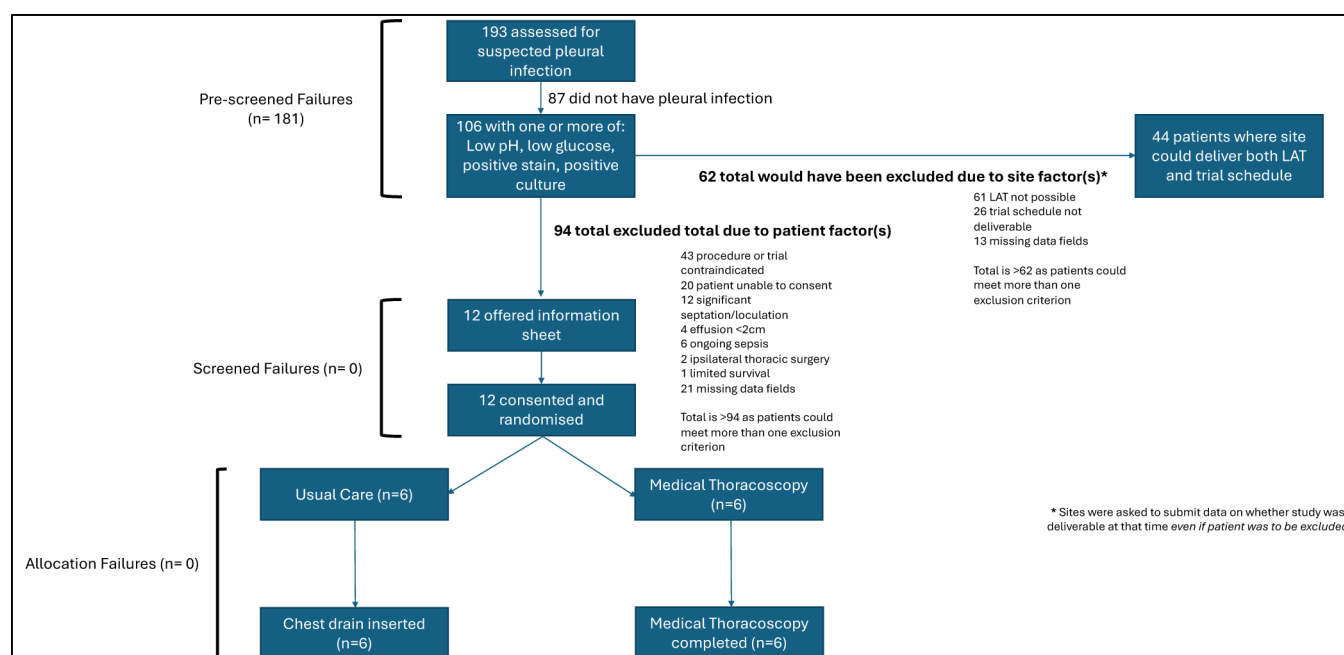 193 assessed for
suspected pleural
infection
87 did not have pleural infection
Pre-screened Failures
(n= 181)
106 with one or more of:
Low pH, low glucose,
positive stain, positive
culture
44 patients where site
could deliver both LAT
and trial schedule
62 total would have been excluded due to site factor(s)*
61 LAT not possible
26 trial schedule not
deliverable
13 missing data fields
Total is >62 as patients could
meet more than one
exclusion criterion
94 total excluded total due to patient factor(s)
43 procedure or trial
contraindicated
20 patient unable to consent
12 significant
septation/loculation
4 effusion <2cm
6 ongoing sepsis
2 ipsilateral thoracic surgery
1 limited survival
21 missing data fields
Total is >94 as patients could
meet more than one exclusion
criterion
12 offered information
sheet
Screened Failures (n= 0)
12 consented and
randomised
Usual Care (n=6)
Medical Thoracoscopy
(n=6)
* Sites were asked to submit data on whether study was
deliverable at that time even if patient was to be excluded
Allocation Failures (n= 0)
Chest drain inserted
(n=6)
Medical Thoracoscopy
completed (n=6)